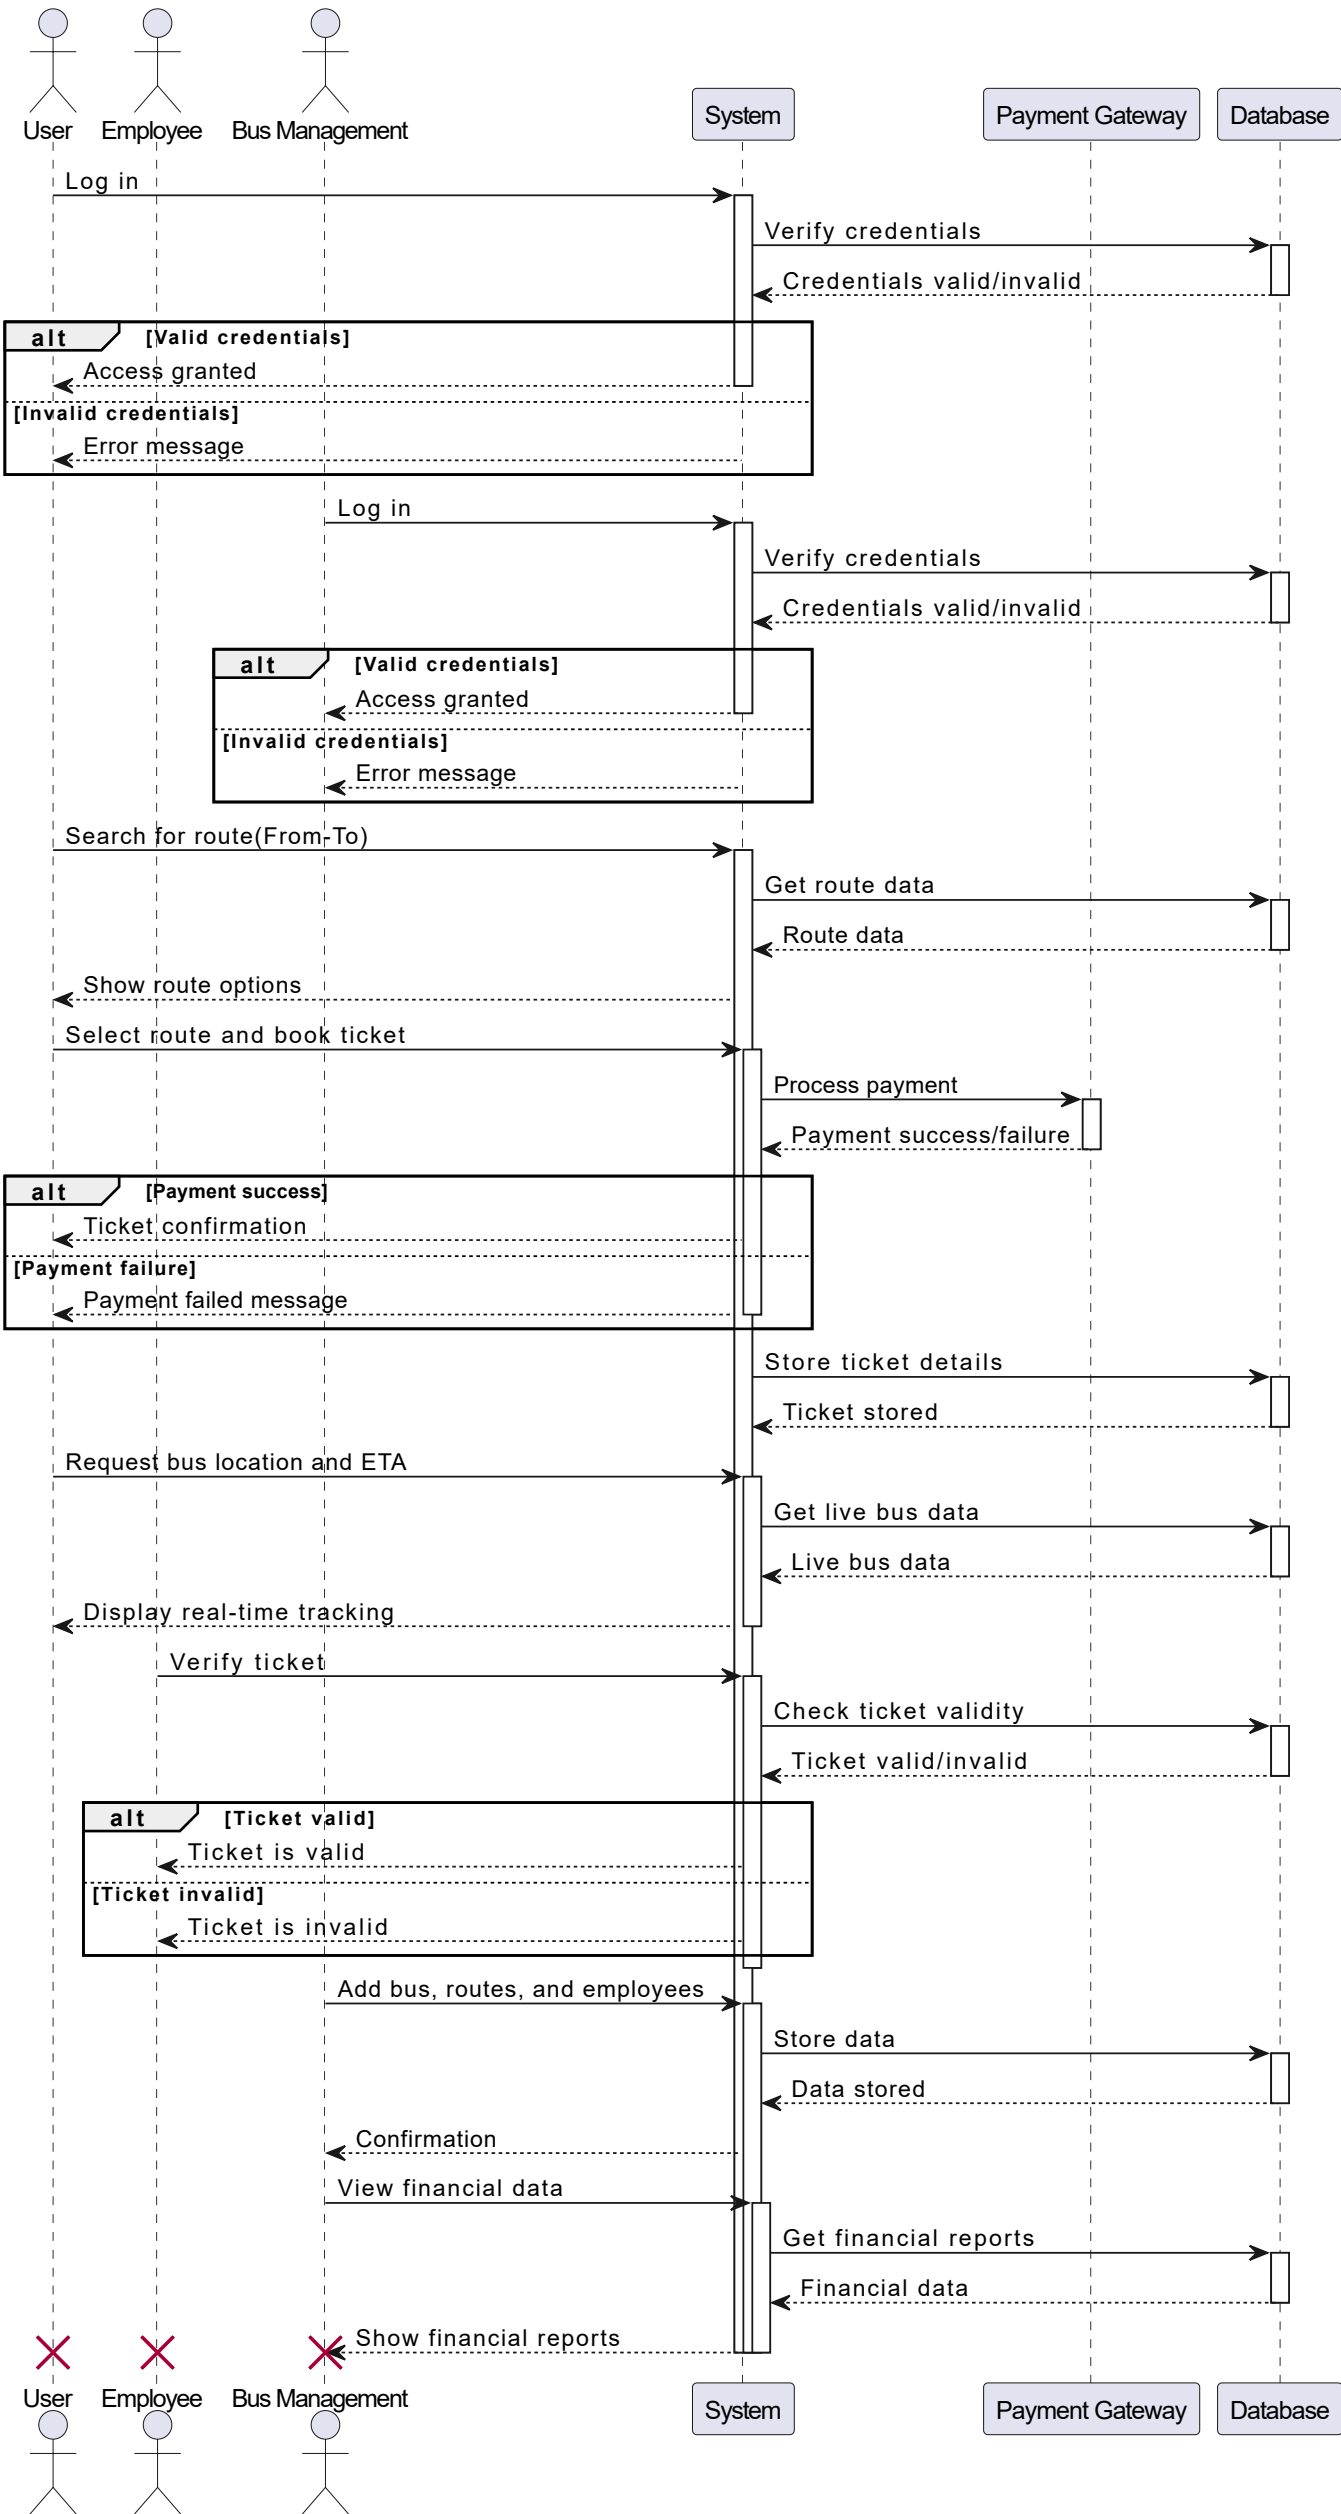 User
Employee
Bus Management
System
Payment Gateway
Database
Log in
Verify credentials
Credentials valid/invalid
alt [Valid credentials]
Access granted
[Invalid credentials]
Error message
Log in
Verify credentials
Credentials valid/invalid
alt [Valid credentials]
Access granted
[Invalid credentials]
Error message
Search for route(From-To)
Get route data
Route data
Show route options
Select route and book ticket
Process payment
Payment success/failure
alt [Payment success]
Ticket confirmation
[Payment failure]
Payment failed message
Store ticket details
Ticket stored
Request bus location and ETA
Get live bus data
Live bus data
Display real-time tracking
Verify ticket
Check ticket validity
Ticket valid/invalid
alt [Ticket valid]
Ticket is valid
[Ticket invalid]
Ticket is invalid
Add bus, routes, and employees
Store data
Data stored
Confirmation
View financial data
Get financial reports
Financial data
Show financial reports
User
Employee
Bus Management
System
Payment Gateway
Database